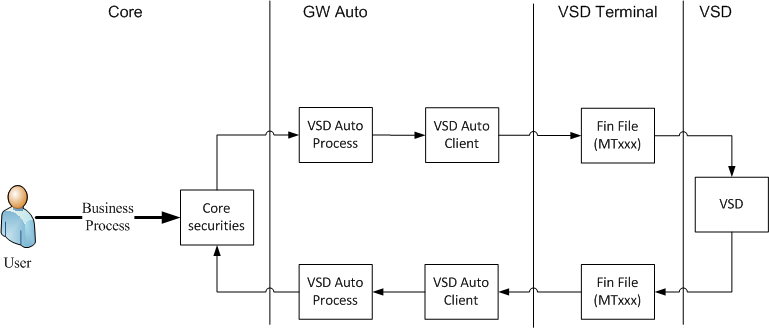 Core
GW Auto
VSD Terminal
VSD
VSD Auto
Process
VSD Auto
Client
Fin File
(MTxxx)
Business
Process
Core
securities
VSD
User
VSD Auto
Process
VSD Auto
Client
Fin File
(MTxxx)